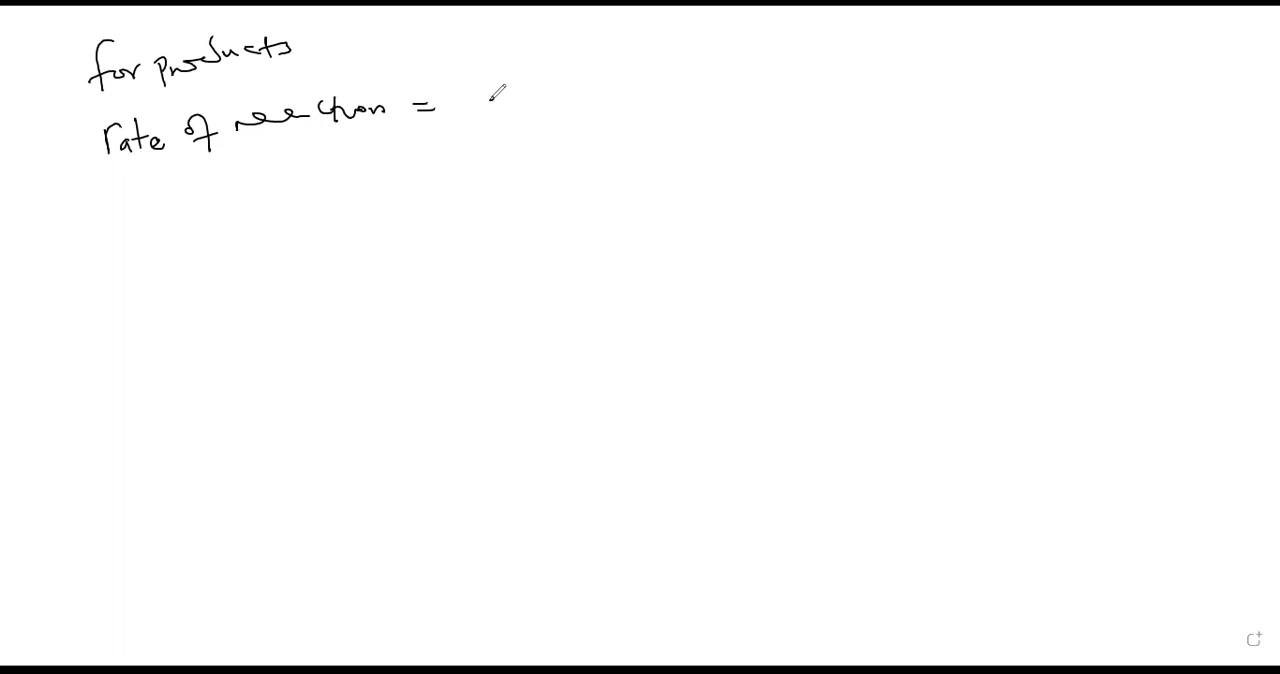 for products
rate of reaction =